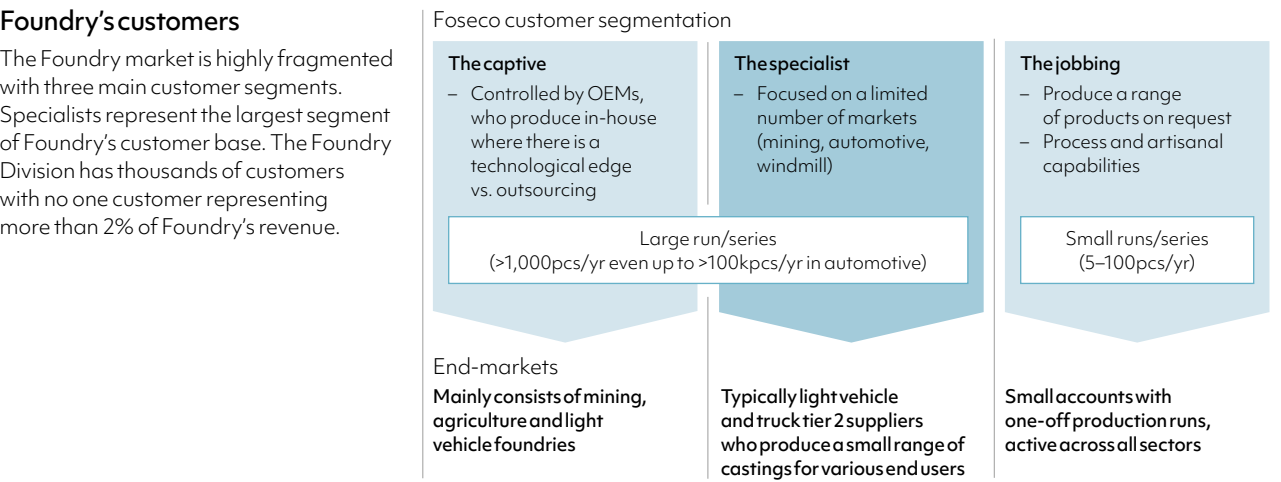 Foundry's customers
The Foundry market is highly fragmented
with three main customer segments.
Specialists represent the largest segment
of Foundry's customer base. The Foundry
Division has thousands of customers
with no one customer representing
more than 2% of Foundry's revenue.
Foseco customer segmentation
The captive
– Controlled by OEMs,
who produce in-house
where there is a
technological edge
vs. outsourcing
The specialist
– Focused on a limited
number of markets
(mining, automotive,
windmill)
The jobbing
– Produce a range
of products on request
– Process and artisanal
capabilities
Large run/series
(>1,000pcs/yr even up to >100kpcs/yr in automotive)
Small runs/series
(5–100pcs/yr)
End-markets
Mainly consists of mining,
agriculture and light
vehicle foundries
Typically light vehicle
and truck tier 2 suppliers
who produce a small range of
castings for various end users
Small accounts with
one-off production runs,
active across all sectors